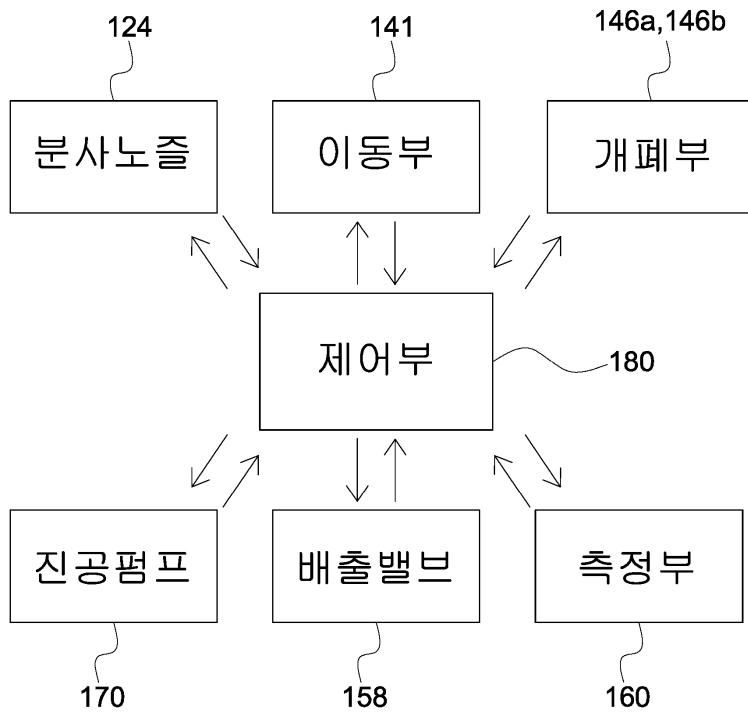 124
141
146a,146b
분사노즐
이동부
개폐부
제어부
180
진공펌프
배출밸브
측정부
170
158
160